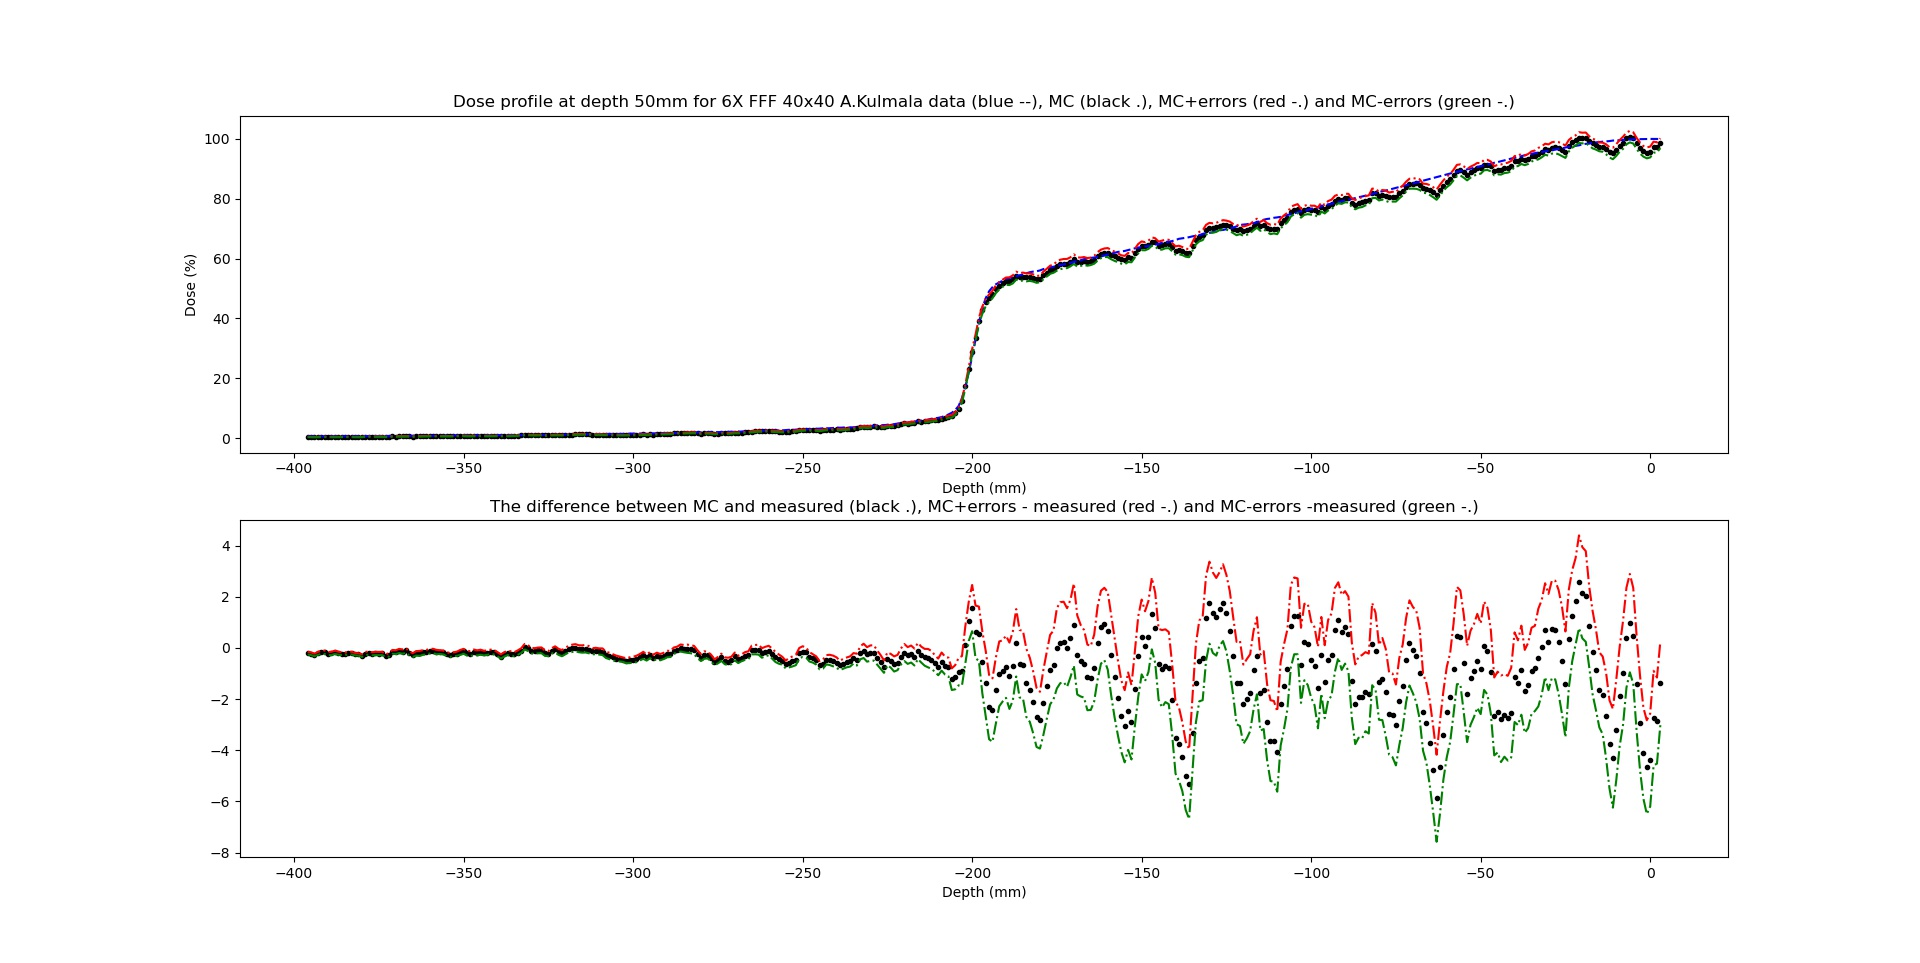 Dose profile at depth 50mm for 6X FFF 40x40 A.Kulmala data (blue --), MC (black .), MC+errors (red -.) and MC-errors (green -.)
100
80
60
40
20
0
Dose (%)
−400 −350 −300 −250 −200 −150 −100 −50 0
Depth (mm)
The difference between MC and measured (black .), MC+errors - measured (red -.) and MC-errors -measured (green -.)
4
2
0
−2
−4
−6
−8
−400 −350 −300 −250 −200 −150 −100 −50 0
Depth (mm)